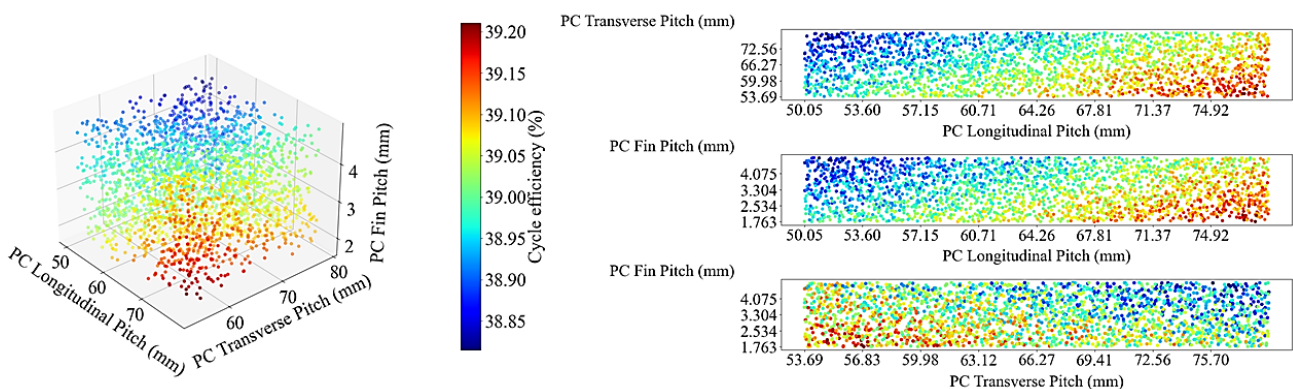 4
3
2
PC Fin Pitch (mm)
50
60
70
PC Longitudinal Pitch (mm)
60
70
80
PC Transverse Pitch (mm)
39.20
39.15
39.10
39.05
39.00
38.95
38.90
38.85
Cycle efficiency (%)
PC Transverse Pitch (mm)
72.56
66.27
59.98
53.69
50.05 53.60 57.15 60.71 64.26 67.81 71.37 74.92
PC Longitudinal Pitch (mm)
PC Fin Pitch (mm)
4.075
3.304
2.534
1.763
50.05 53.60 57.15 60.71 64.26 67.81 71.37 74.92
PC Longitudinal Pitch (mm)
PC Fin Pitch (mm)
4.075
3.304
2.534
1.763
53.69 56.83 59.98 63.12 66.27 69.41 72.56 75.70
PC Transverse Pitch (mm)